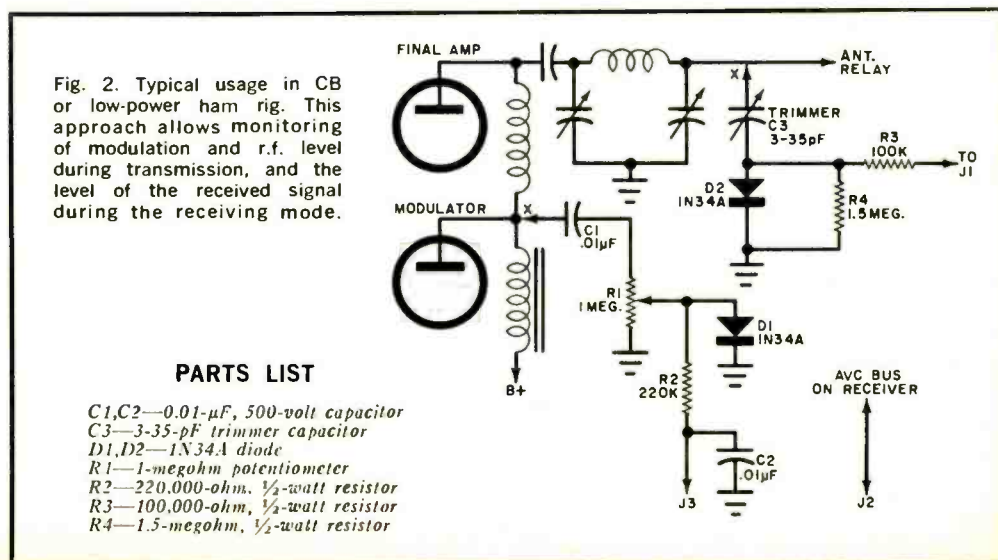 Fig. 2. Typical usage in CB
or low-power ham rig. This
approach allows monitoring
of modulation and r.f. level
during transmission, and the
level of the received signal
during the receiving mode.
FINAL AMP
ANT.
RELAY
X
TRIMMER
C3
3-35pF
R3
100K
TO
J1
D2
1N34A
R4
1.5 MEG.
MODULATOR
X
C1
.01µF
R1
1 MEG.
D1
1N34A
B+
R2
220K
C2
.01µF
J3
AVC BUS
ON RECEIVER
J2
PARTS LIST
C1,C2—0.01-µF, 500-volt capacitor
C3—3-35-pF trimmer capacitor
D1,D2—1N34A diode
R1—1-megohm potentiometer
R2—220,000-ohm, ½-watt resistor
R3—100,000-ohm, ½-watt resistor
R4—1.5-megohm, ½-watt resistor